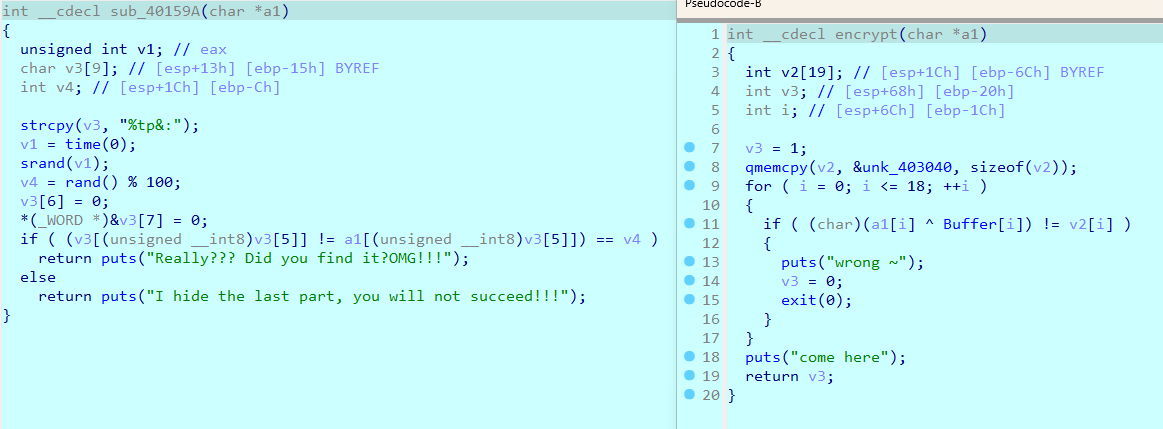 int __cdecl sub_40159A(char *a1)
{
  unsigned int v1; // eax
  char v3[9]; // [esp+13h] [ebp-15h] BYREF
  int v4; // [esp+1Ch] [ebp-Ch]

  strcpy(v3, "%tp&:");
  v1 = time(0);
  srand(v1);
  v4 = rand() % 100;
  v3[6] = 0;
  *(_WORD *)&v3[7] = 0;
  if ( (v3[(unsigned __int8)v3[5]] != a1[(unsigned __int8)v3[5]]) == v4 )
    return puts("Really??? Did you find it?OMG!!!");
  else
    return puts("I hide the last part, you will not succeed!!!");
}
Pseudocode-B
1 int __cdecl encrypt(char *a1)
2 {
3   int v2[19]; // [esp+1Ch] [ebp-6Ch] BYREF
4   int v3; // [esp+68h] [ebp-20h]
5   int i; // [esp+6Ch] [ebp-1Ch]
6
7   v3 = 1;
8   qmemcpy(v2, &unk_403040, sizeof(v2));
9   for ( i = 0; i <= 18; ++i )
10   {
11     if ( (char)(a1[i] ^ Buffer[i]) != v2[i] )
12     {
13       puts("wrong ~");
14       v3 = 0;
15       exit(0);
16     }
17   }
18   puts("come here");
19   return v3;
20 }